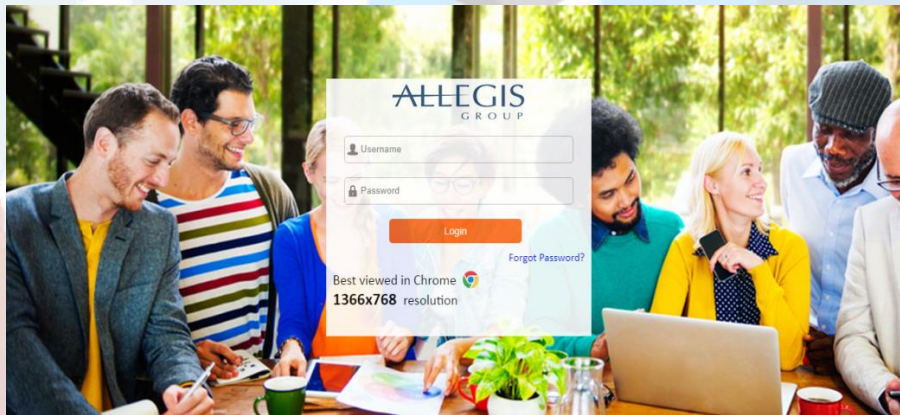 ALLEGIS
GROUP
Username
Password
Login
Forgot Password?
Best viewed in Chrome
1366x768 resolution